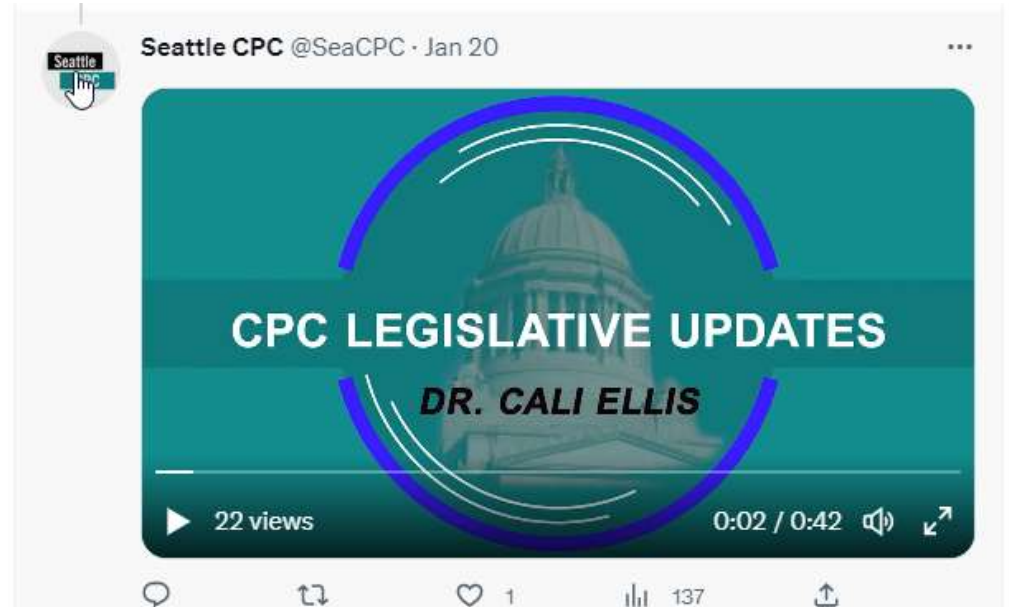 Seattle CPC @SeaCPC · Jan 20
Seattle
CPC LEGISLATIVE UPDATES
DR. CALI ELLIS
22 views 0:02 / 0:42
1 137